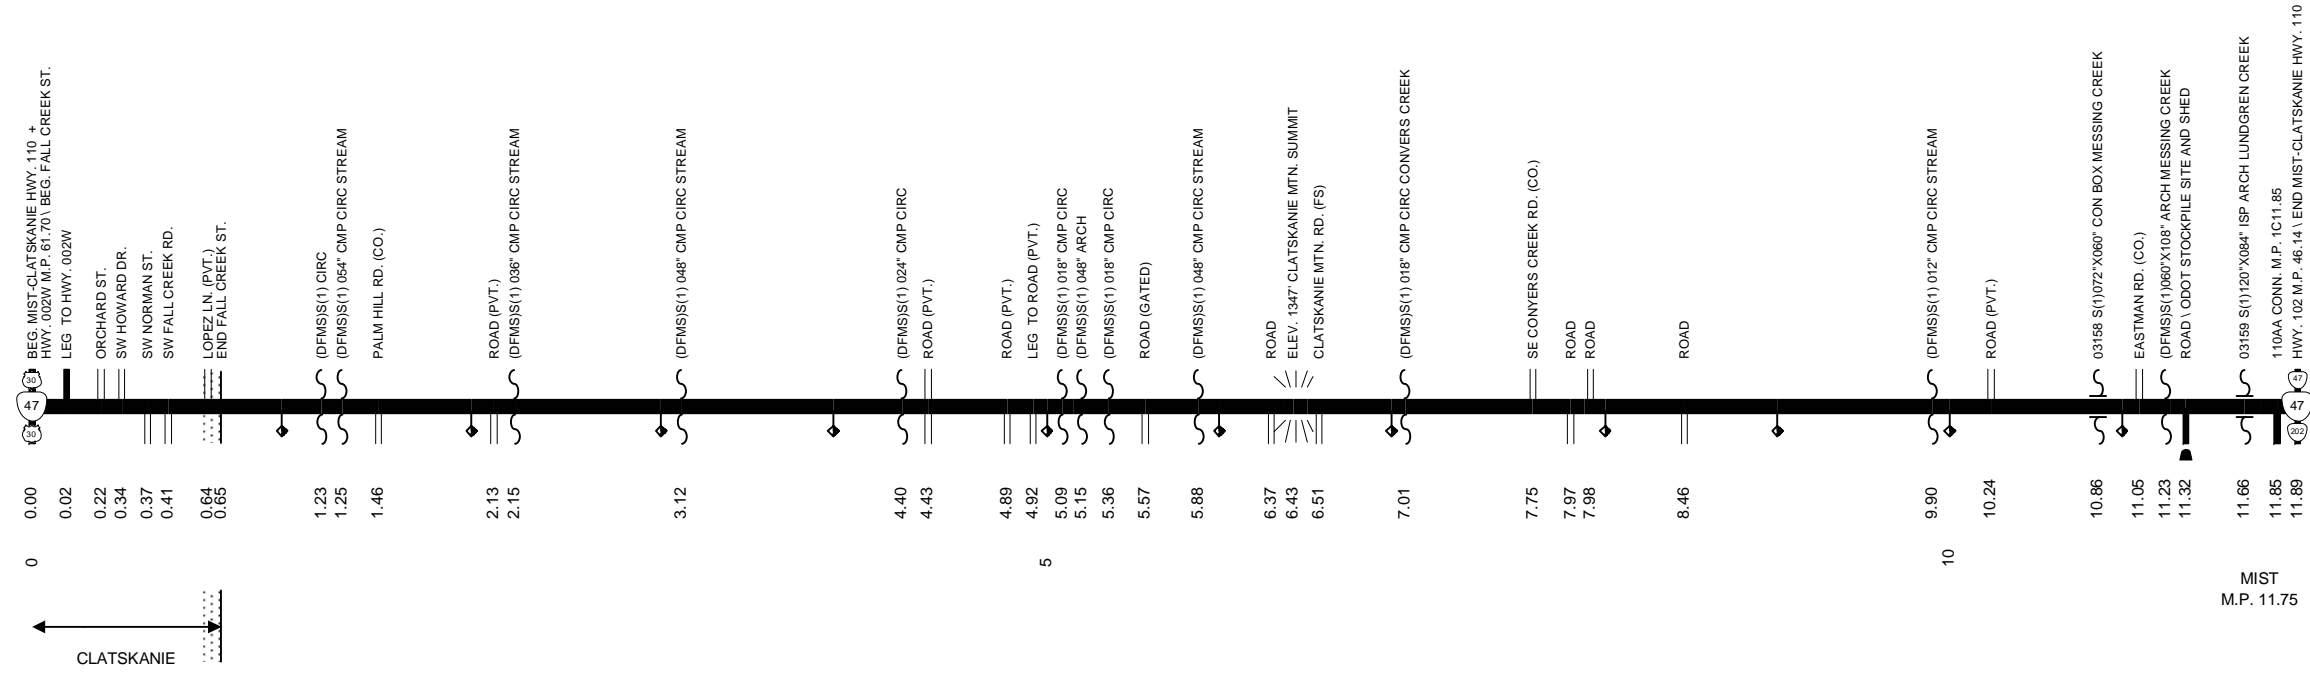 BEG. MIST-CLATSKANIE HWY. 110 +
HWY. 002W M.P. 61.70 \ BEG. FALL CREEK ST.
LEG TO HWY. 002W
ORCHARD ST.
SW HOWARD DR.
SW NORMAN ST.
SW FALL CREEK RD.
LOPEZ LN. (PVT.)
END FALL CREEK ST.
(DFMS)S(1) CIRC
(DFMS)S(1) 054" CMP CIRC STREAM
PALM HILL RD. (CO.)
ROAD (PVT.)
(DFMS)S(1) 036" CMP CIRC STREAM
(DFMS)S(1) 048" CMP CIRC STREAM
(DFMS)S(1) 024" CMP CIRC
ROAD (PVT.)
ROAD (PVT.)
LEG TO ROAD (PVT.)
(DFMS)S(1) 018" CMP CIRC
(DFMS)S(1) 048" ARCH
(DFMS)S(1) 018" CMP CIRC
ROAD (GATED)
(DFMS)S(1) 048" CMP CIRC STREAM
ROAD
ELEV. 1347' CLATSKANIE MTN. SUMMIT
CLATSKANIE MTN. RD. (FS)
(DFMS)S(1) 018" CMP CIRC CONVERS CREEK
SE CONYERS CREEK RD. (CO.)
ROAD
ROAD
ROAD
(DFMS)S(1) 012" CMP CIRC STREAM
ROAD (PVT.)
03158 S(1)072"X060" CON BOX MESSING CREEK
EASTMAN RD. (CO.)
(DFMS)S(1)060"X108" ARCH MESSING CREEK
ROAD \ ODOT STOCKPILE SITE AND SHED
03159 S(1)120"X084" ISP ARCH LUNDGREN CREEK
110AA CONN. M.P. 1C11.85
HWY. 102 M.P. 46.14 \ END MIST-CLATSKANIE HWY. 110
30
47
30
47
47
202
0.00
0.02
0.22
0.34
0.37
0.41
0.64
0.65
1.23
1.25
1.46
2.13
2.15
3.12
4.40
4.43
4.89
4.92
5.09
5.15
5.36
5.57
5.88
6.37
6.43
6.51
7.01
7.75
7.97
7.98
8.46
9.90
10.24
10.86
11.05
11.23
11.32
11.66
11.85
11.89
0
5
10
MIST
M.P. 11.75
CLATSKANIE